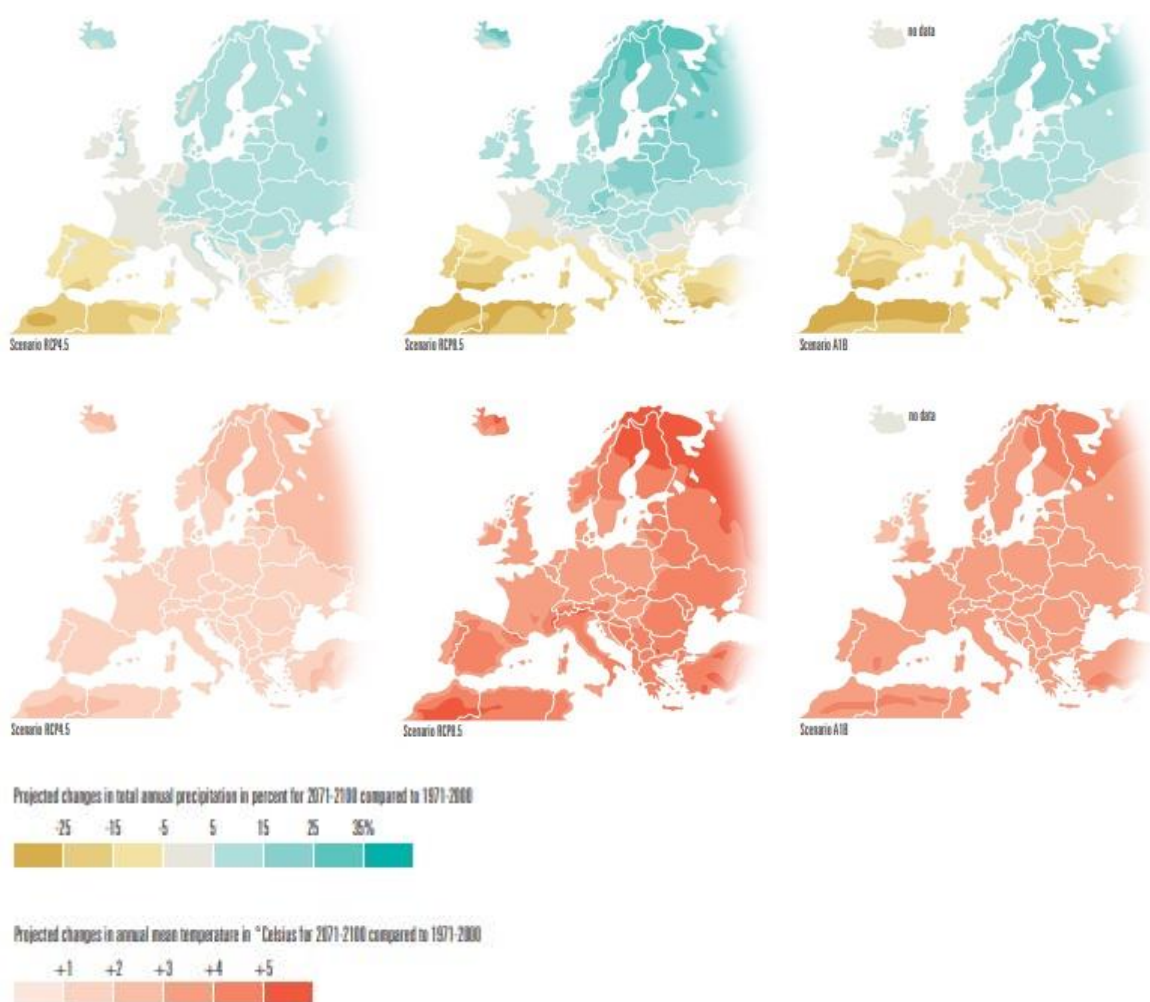 no data
no data
Scenario RCP4.5
Scenario RCP8.5
Scenario A1B
no data
Scenario RCP4.5
Scenario RCP8.5
Scenario A1B
Projected changes in total annual precipitation in percent for 2071-2100 compared to 1971-2000
-25 -15 -5 5 15 25 35%
Projected changes in annual mean temperature in °Celsius for 2071-2100 compared to 1971-2000
+1 +2 +3 +4 +5